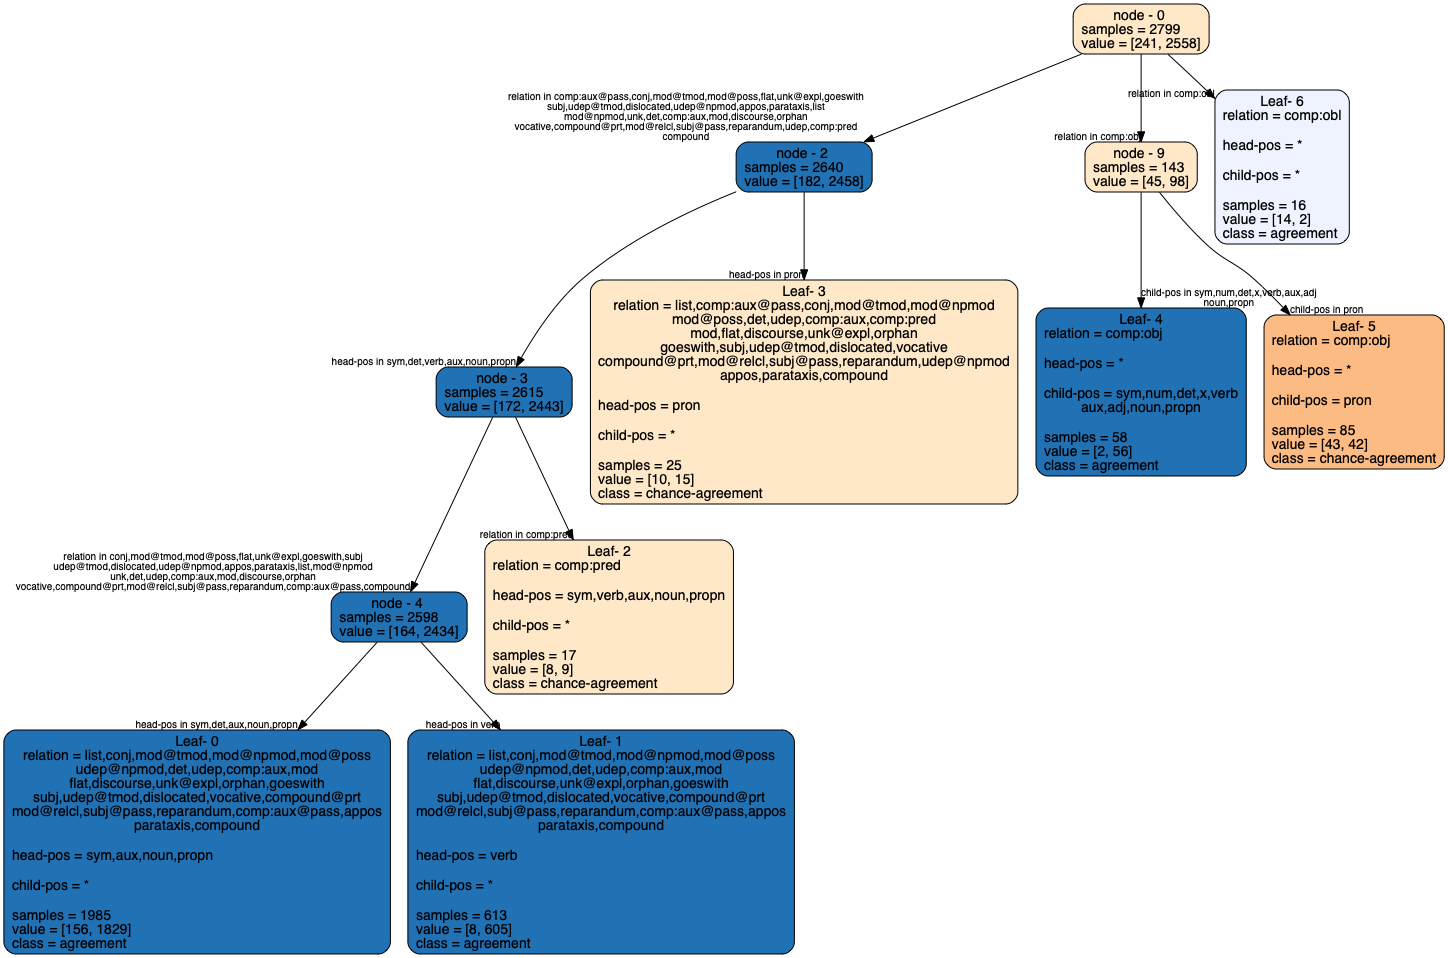 node - 0
samples = 2799
value = [241, 2558]
relation in comp:aux@pass,conj,mod@tmod,mod@poss,flat,unk@expl,goeswith
subj,udep@tmod,dislocated,udep@npmod,appos,parataxis,list
mod@npmod,unk,det,comp:aux,mod,discourse,orphan
vocative,compound@prt,mod@relcl,subj@pass,reparandum,udep,comp:pred
compound
relation in comp:obj
relation in comp:obl
node - 2
samples = 2640
value = [182, 2458]
node - 9
samples = 143
value = [45, 98]
Leaf- 6
relation = comp:obl
head-pos = *
child-pos = *
samples = 16
value = [14, 2]
class = agreement
head-pos in sym,det,verb,aux,noun,propn
head-pos in pron
Leaf- 3
relation = list,comp:aux@pass,conj,mod@tmod,mod@npmod
mod@poss,det,udep,comp:aux,comp:pred
mod,flat,discourse,unk@expl,orphan
goeswith,subj,udep@tmod,dislocated,vocative
compound@prt,mod@relcl,subj@pass,reparandum,udep@npmod
appos,parataxis,compound
head-pos = pron
child-pos = *
samples = 25
value = [10, 15]
class = chance-agreement
child-pos in sym,num,det,x,verb,aux,adj
noun,propn
Leaf- 4
relation = comp:obj
head-pos = *
child-pos = sym,num,det,x,verb
aux,adj,noun,propn
samples = 58
value = [2, 56]
class = agreement
child-pos in pron
Leaf- 5
relation = comp:obj
head-pos = *
child-pos = pron
samples = 85
value = [43, 42]
class = chance-agreement
node - 3
samples = 2615
value = [172, 2443]
relation in conj,mod@tmod,mod@poss,flat,unk@expl,goeswith,subj
udep@tmod,dislocated,udep@npmod,appos,parataxis,list,mod@npmod
unk,det,udep,comp:aux,mod,discourse,orphan
vocative,compound@prt,mod@relcl,subj@pass,reparandum,comp:aux@pass,compound
relation in comp:pred
Leaf- 2
relation = comp:pred
head-pos = sym,verb,aux,noun,propn
child-pos = *
samples = 17
value = [8, 9]
class = chance-agreement
node - 4
samples = 2598
value = [164, 2434]
head-pos in sym,det,aux,noun,propn
head-pos in verb
Leaf- 0
relation = list,conj,mod@tmod,mod@npmod,mod@poss
udep@npmod,det,udep,comp:aux,mod
flat,discourse,unk@expl,orphan,goeswith
subj,udep@tmod,dislocated,vocative,compound@prt
mod@relcl,subj@pass,reparandum,comp:aux@pass,appos
parataxis,compound
head-pos = sym,aux,noun,propn
child-pos = *
samples = 1985
value = [156, 1829]
class = agreement
Leaf- 1
relation = list,conj,mod@tmod,mod@npmod,mod@poss
udep@npmod,det,udep,comp:aux,mod
flat,discourse,unk@expl,orphan,goeswith
subj,udep@tmod,dislocated,vocative,compound@prt
mod@relcl,subj@pass,reparandum,comp:aux@pass,appos
parataxis,compound
head-pos = verb
child-pos = *
samples = 613
value = [8, 605]
class = agreement